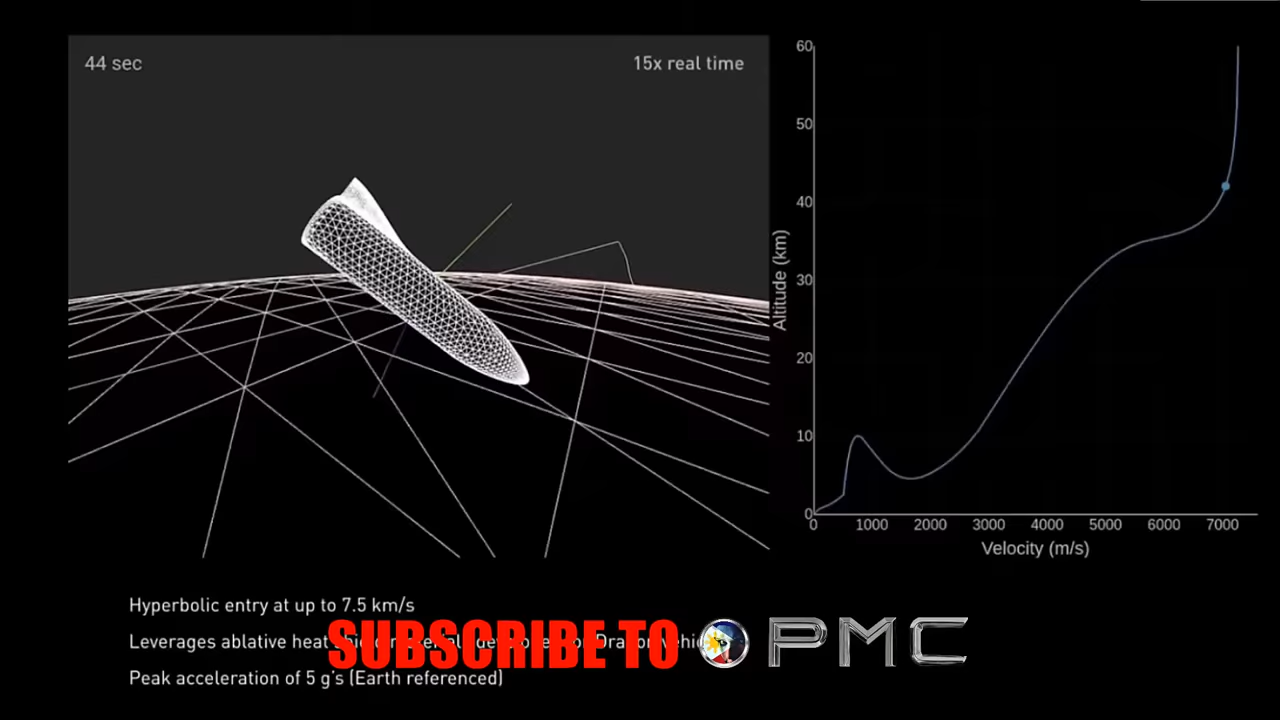 44 sec
15x real time
60
50
40
30
20
10
0
Altitude (km)
0 1000 2000 3000 4000 5000 6000 7000
Velocity (m/s)
Hyperbolic entry at up to 7.5 km/s
Leverages ablative heat Dragon
SUBSCRIBE TO PMC
Peak acceleration of 5 g's (Earth referenced)